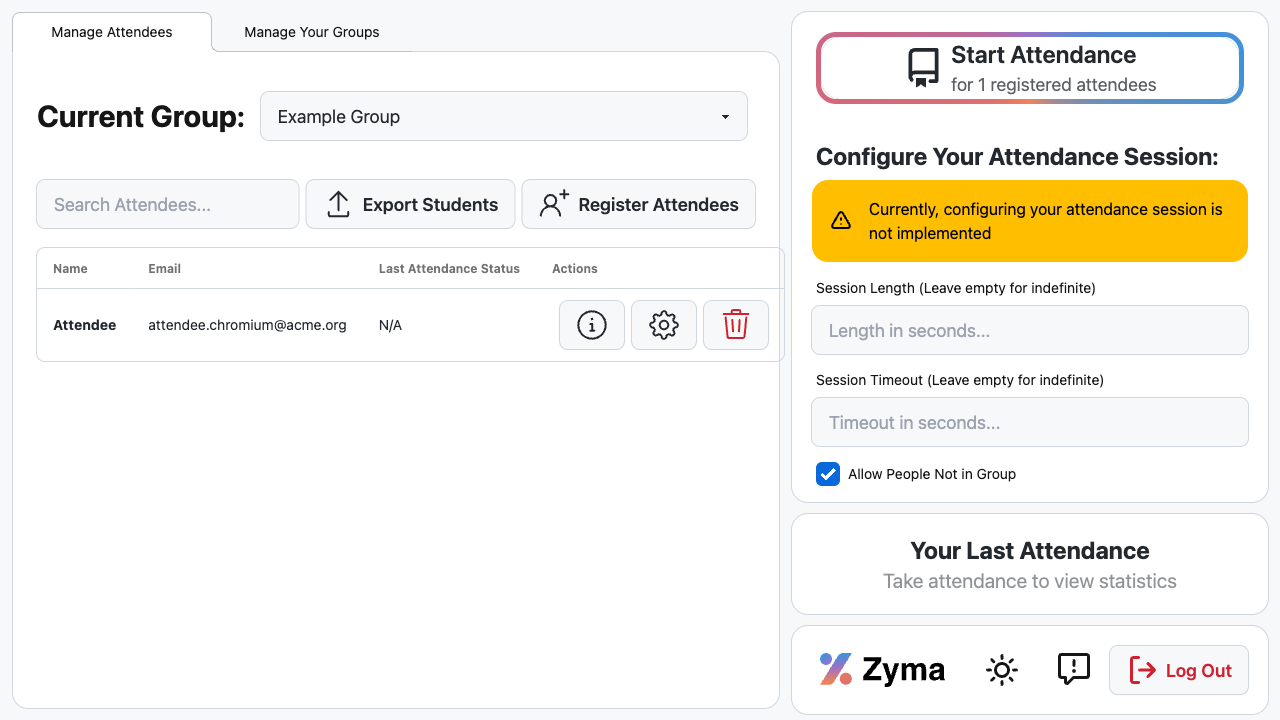 Manage Attendees
Manage Your Groups
Current Group:
Example Group
Search Attendees...
Export Students
Register Attendees
Name
Email
Last Attendance Status
Actions
Attendee
attendee.chromium@acme.org
N/A
Start Attendance
for 1 registered attendees
Configure Your Attendance Session:
Currently, configuring your attendance session is
not implemented
Session Length (Leave empty for indefinite)
Length in seconds...
Session Timeout (Leave empty for indefinite)
Timeout in seconds...
Allow People Not in Group
Your Last Attendance
Take attendance to view statistics
Zyma
Log Out